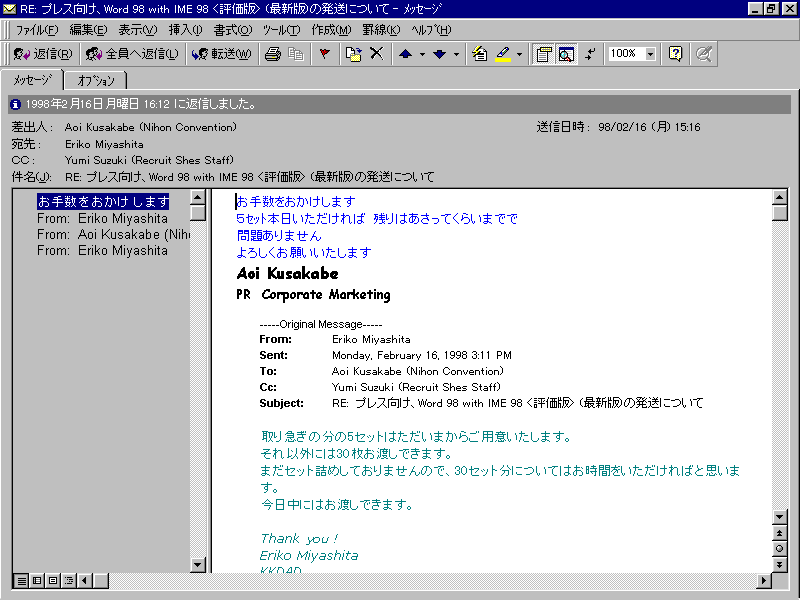 RE: プレス向け、Word 98 with IME 98 <評価版> (最新版)の発送について - メッセージ
ファイル(F) 編集(E) 表示(V) 挿入(I) 書式(O) ツール(T) 作成(M) 罫線(K) ヘルプ(H)
返信(R) 全員へ返信(L) 転送(W) 100%
メッセージ オプション
1998年2月16日 月曜日 16:12 に返信しました。
差出人: Aoi Kusakabe (Nihon Convention) 送信日時: 98/02/16 (月) 15:16
宛先: Eriko Miyashita
CC: Yumi Suzuki (Recruit Shes Staff)
件名(J): RE: プレス向け、Word 98 with IME 98 <評価版> (最新版)の発送について
お手数をおかけします
From: Eriko Miyashita
From: Aoi Kusakabe (Niho
From: Eriko Miyashita
お手数をおかけします
5セット本日いただければ 残りはあさってくらいまでで
問題ありません
よろしくお願いいたします
Aoi Kusakabe
PR Corporate Marketing
-----Original Message-----
From: Eriko Miyashita
Sent: Monday, February 16, 1998 3:11 PM
To: Aoi Kusakabe (Nihon Convention)
Cc: Yumi Suzuki (Recruit Shes Staff)
Subject: RE: プレス向け、Word 98 with IME 98 <評価版> (最新版)の発送について
取り急ぎの分の5セットはただいまからご用意いたします。
それ以外には30枚お渡しできます。
まだセット詰めしておりませんので、30セット分についてはお時間をいただければと思いま
す。
今日中にはお渡しできます。
Thank you !
Eriko Miyashita
KKDAD